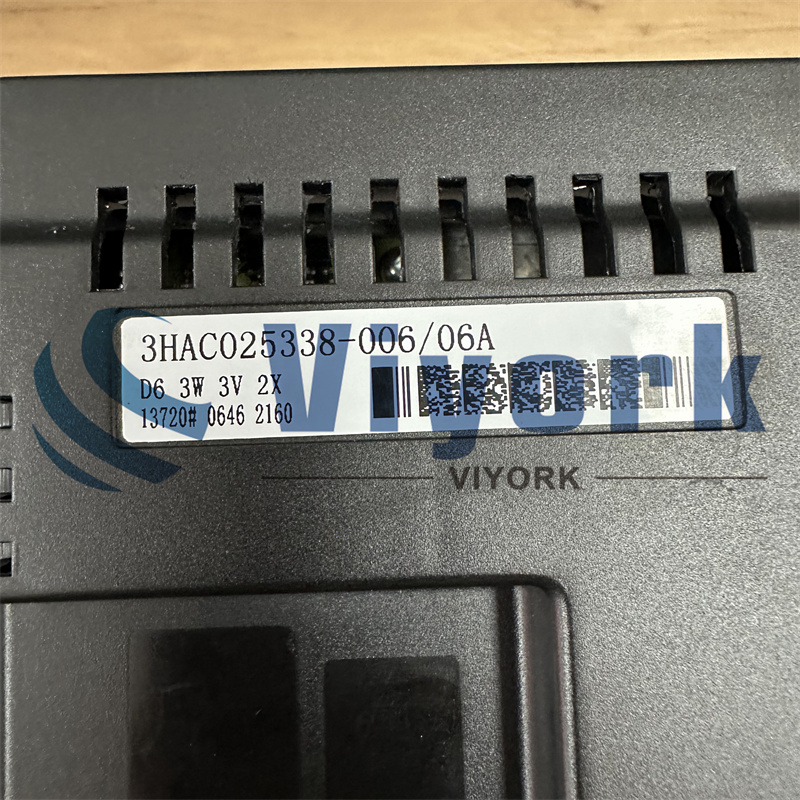 3HAC025338-006/06A
D6 3W 3V 2X
13720# 0646 2160
Viyork
VIYORK